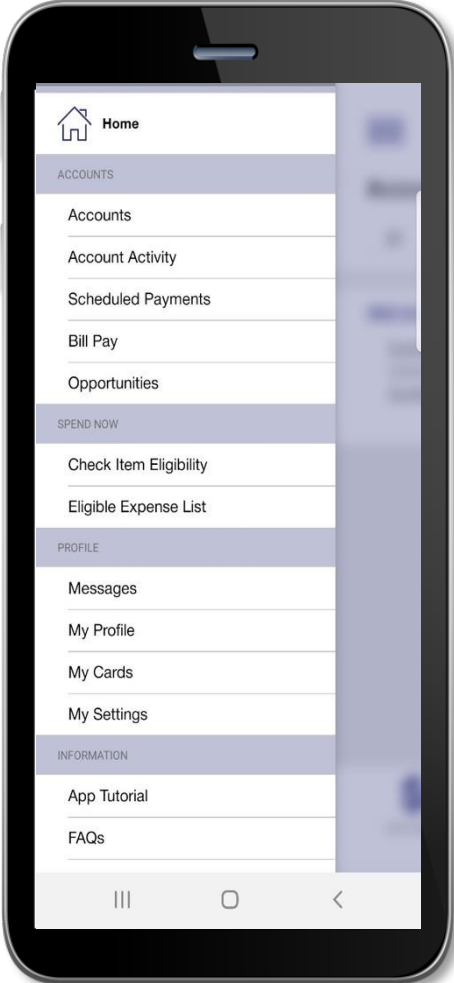 Home
ACCOUNTS
Accounts
Account Activity
Scheduled Payments
Bill Pay
Opportunities
SPEND NOW
Check Item Eligibility
Eligible Expense List
PROFILE
Messages
My Profile
My Cards
My Settings
INFORMATION
App Tutorial
FAQs